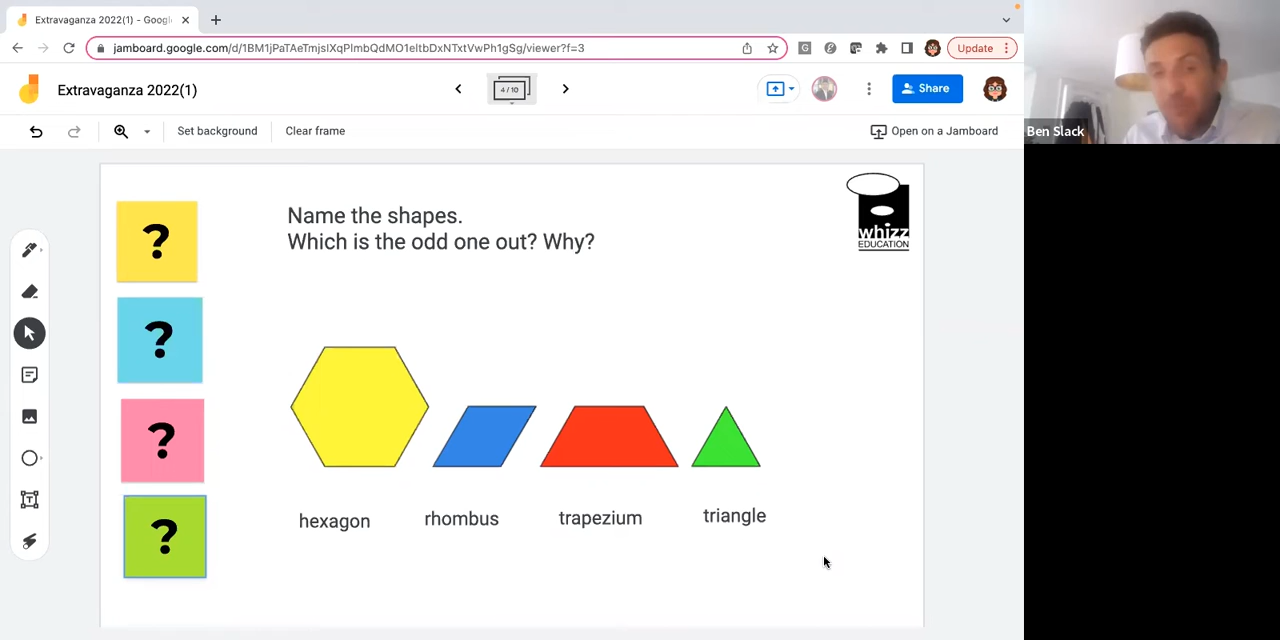 Extravaganza 2022(1) - Googl
jamboard.google.com/d/1BM1jPaTAeTmjsIXqPlmbQdMO1eItbDxNTxtVwPh1gSg/viewer?f=3
Update
Extravaganza 2022(1)
4 / 10
Share
Set background
Clear frame
Open on a Jamboard
Ben Slack
Name the shapes.
Which is the odd one out? Why?
whizz
EDUCATION
?
?
?
?
hexagon
rhombus
trapezium
triangle